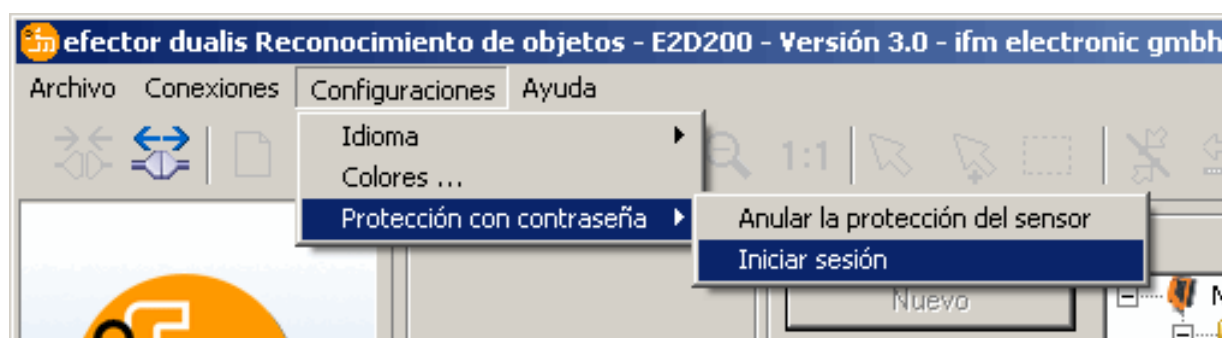 efector dualis Reconocimiento de objetos - E2D200 - Versión 3.0 - ifm electronic gmbh
Archivo Conexiones Configuraciones Ayuda
Idioma
1:1
Colores ...
Protección con contraseña
Anular la protección del sensor
Iniciar sesión
Nuevo